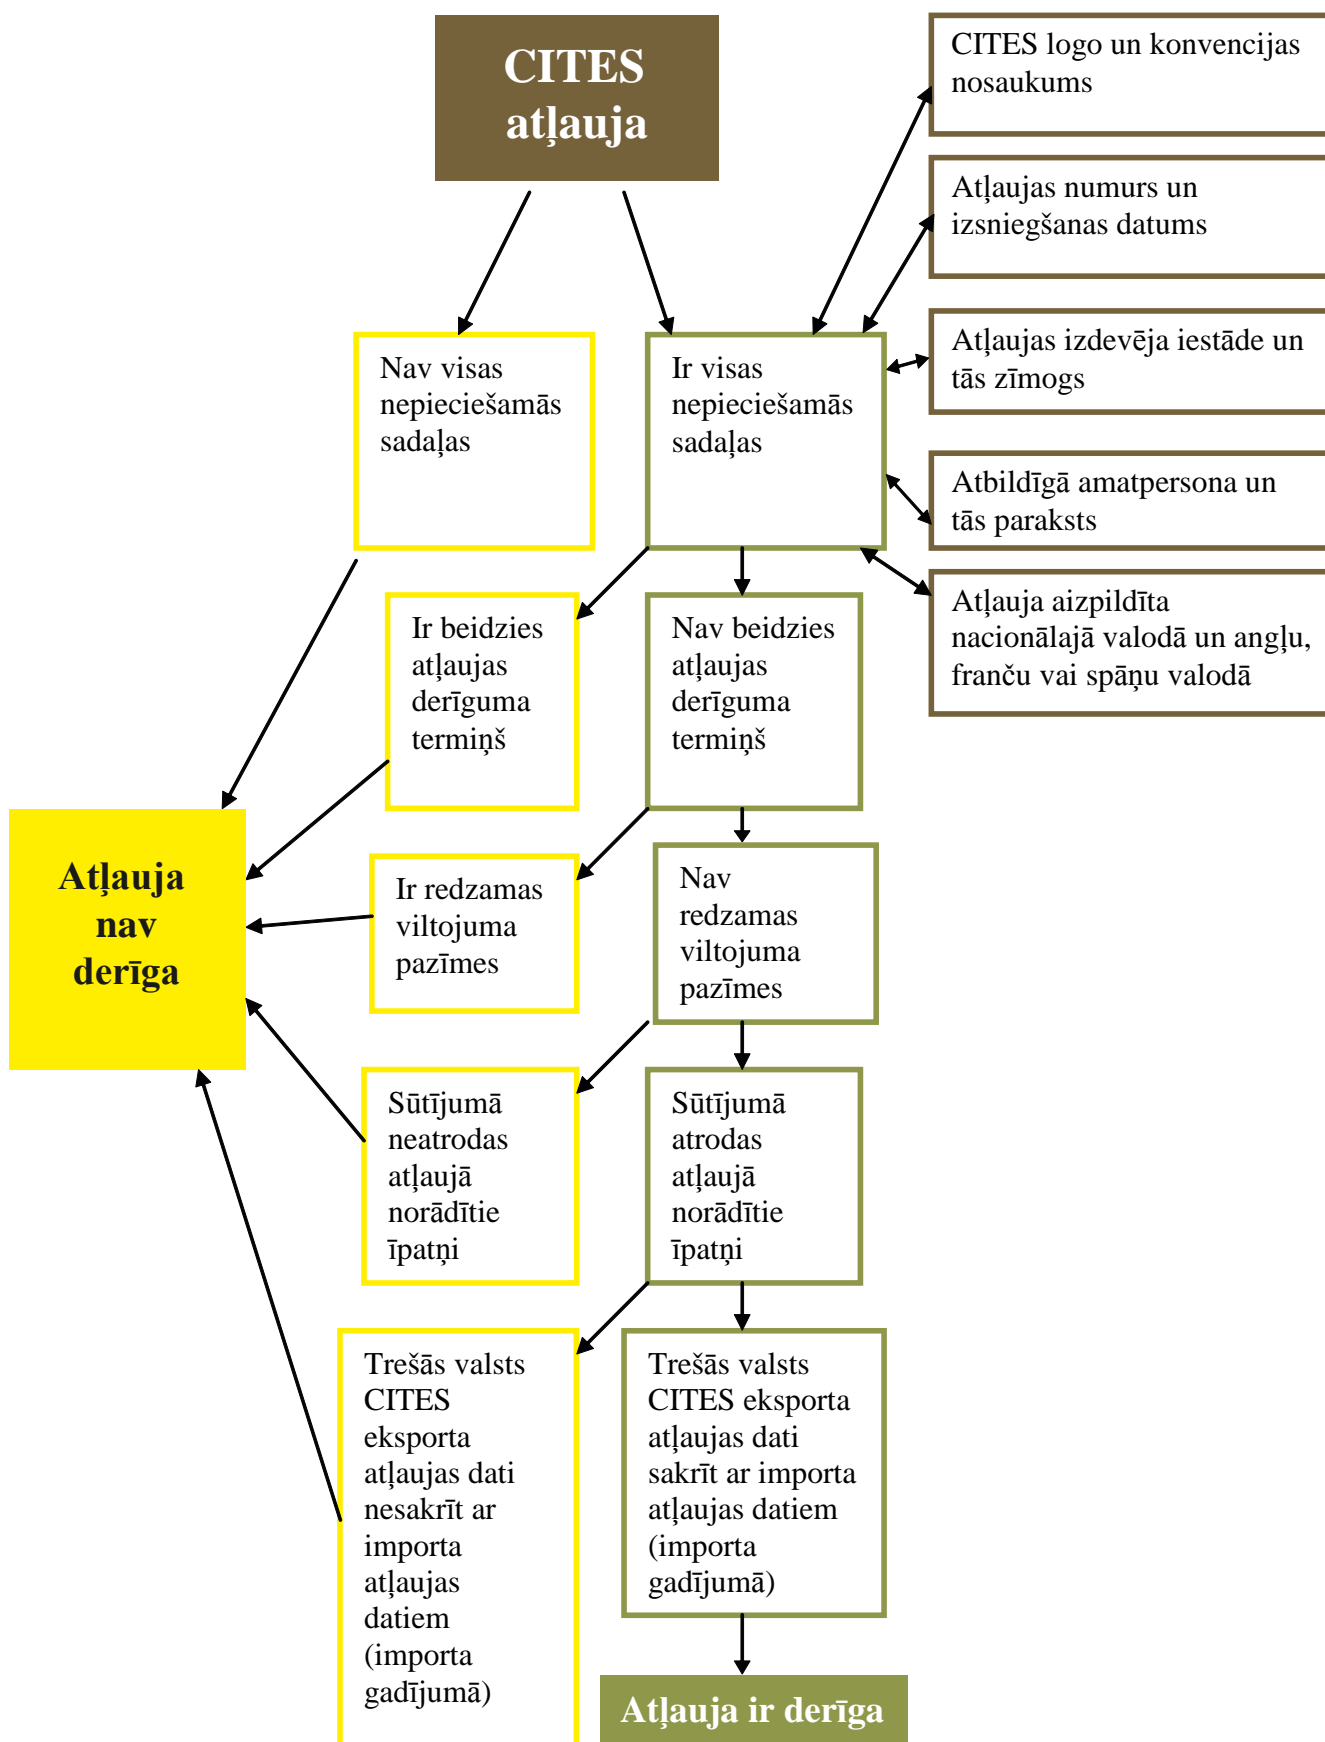 CITES
atļauja
CITES logo un konvencijas
nosaukums
Atļaujas numurs un
izsniegšanas datums
Atļaujas izdevēja iestāde un
tās zīmogs
Atbildīgā amatpersona un
tās paraksts
Atļauja aizpildīta
nacionālajā valodā un angļu,
franču vai spāņu valodā
Nav visas
nepieciešamās
sadaļas
Ir visas
nepieciešamās
sadaļas
Ir beidzies
atļaujas
derīguma
termiņš
Nav beidzies
atļaujas
derīguma
termiņš
Atļauja
nav
derīga
Ir redzamas
viltojuma
pazīmes
Nav
redzamas
viltojuma
pazīmes
Sūtījumā
neatrodas
atļaujā
norādītie
īpatņi
Sūtījumā
atrodas
atļaujā
norādītie
īpatņi
Trešās valsts
CITES
eksporta
atļaujas dati
nesakrīt ar
importa
atļaujas
datiem
(importa
gadījumā)
Trešās valsts
CITES eksporta
atļaujas dati
sakrīt ar importa
atļaujas datiem
(importa
gadījumā)
Atļauja ir derīga